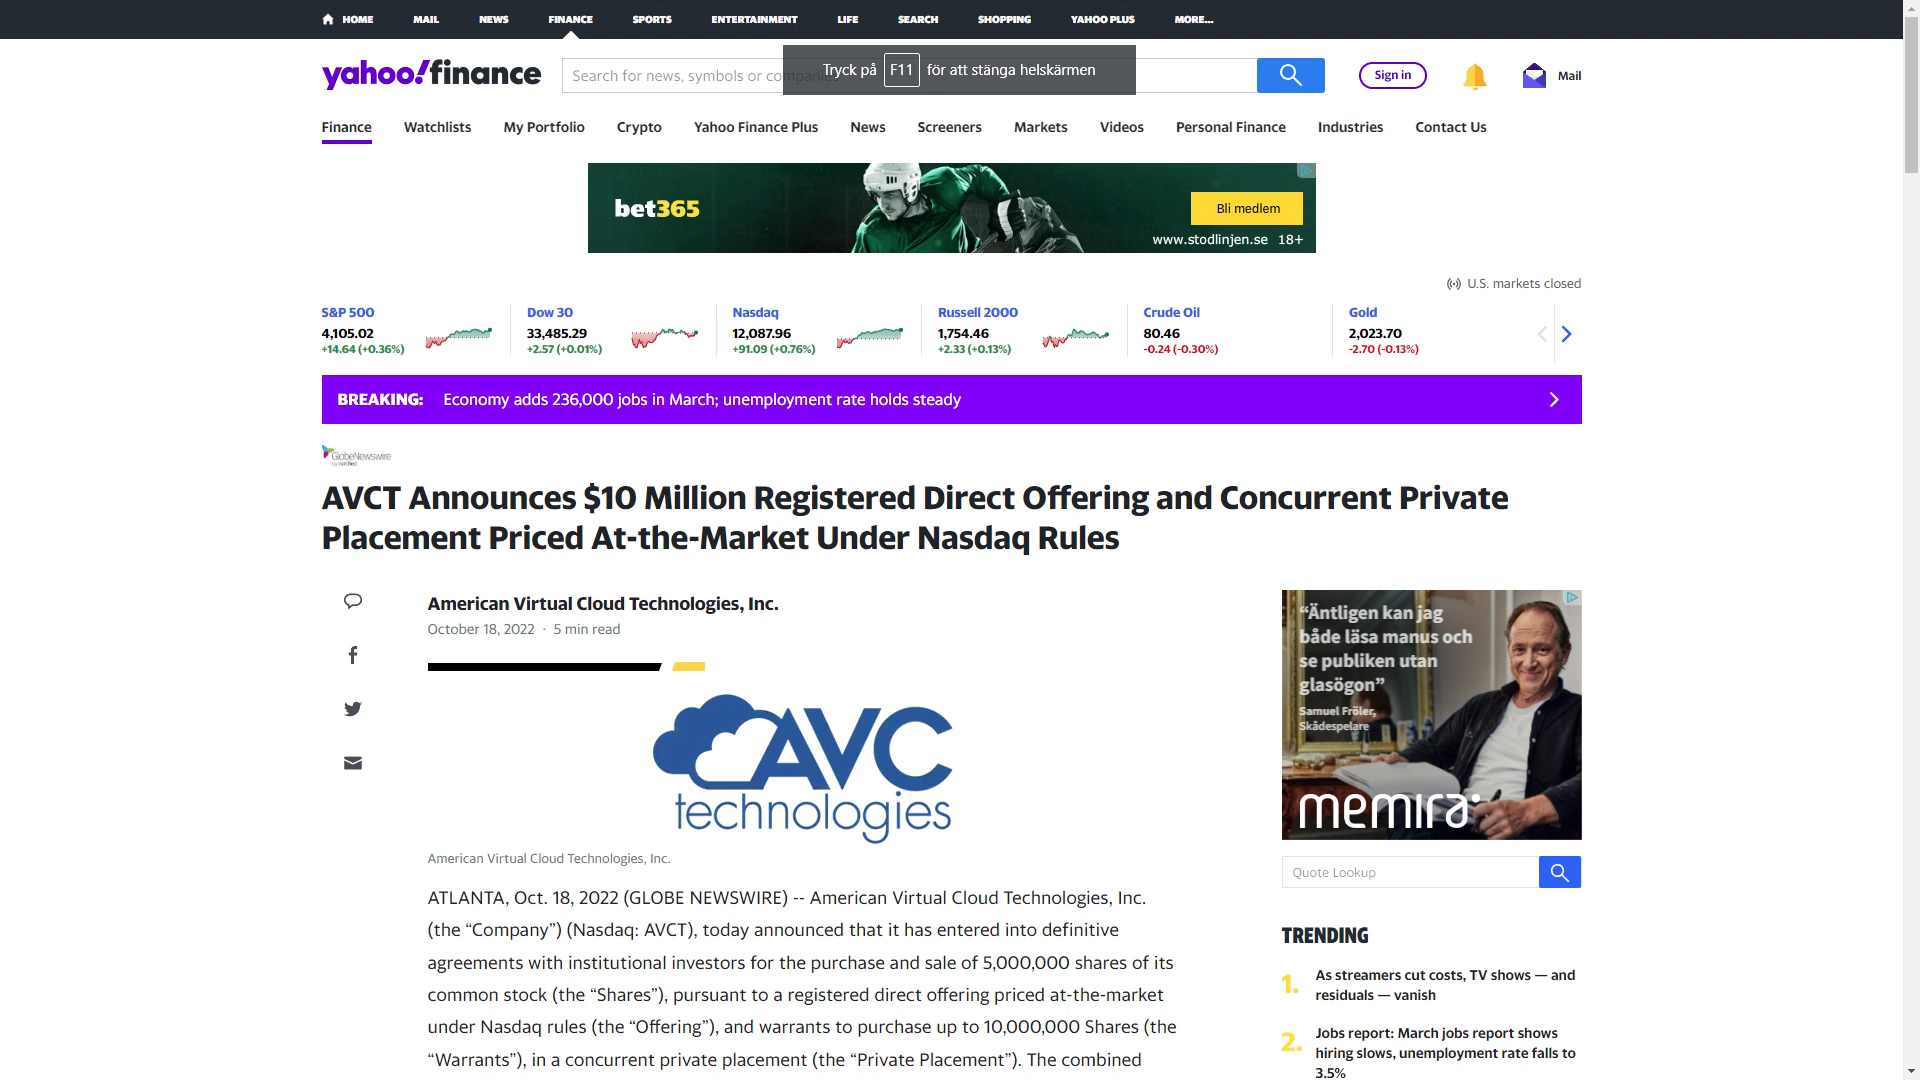 HOME MAIL NEWS FINANCE SPORTS ENTERTAINMENT LIFE SEARCH SHOPPING YAHOO PLUS MORE...
yahoo!finance
Search for news, symbols or companies
Tryck på F11 för att stänga helskärmen
Sign in
Mail
Finance Watchlists My Portfolio Crypto Yahoo Finance Plus News Screeners Markets Videos Personal Finance Industries Contact Us
bet365
Bli medlem
www.stodlinjen.se 18+
U.S. markets closed
S&P 500
4,105.02
+14.64 (+0.36%)
Dow 30
33,485.29
+2.57 (+0.01%)
Nasdaq
12,087.96
+91.09 (+0.76%)
Russell 2000
1,754.46
+2.33 (+0.13%)
Crude Oil
80.46
-0.24 (-0.30%)
Gold
2,023.70
-2.70 (-0.13%)
BREAKING: Economy adds 236,000 jobs in March; unemployment rate holds steady
GlobeNewswire
by notified
AVCT Announces $10 Million Registered Direct Offering and Concurrent Private
Placement Priced At-the-Market Under Nasdaq Rules
American Virtual Cloud Technologies, Inc.
October 18, 2022 · 5 min read
AVC
technologies
American Virtual Cloud Technologies, Inc.
ATLANTA, Oct. 18, 2022 (GLOBE NEWSWIRE) -- American Virtual Cloud Technologies, Inc.
(the “Company”) (Nasdaq: AVCT), today announced that it has entered into definitive
agreements with institutional investors for the purchase and sale of 5,000,000 shares of its
common stock (the “Shares”), pursuant to a registered direct offering priced at-the-market
under Nasdaq rules (the “Offering”), and warrants to purchase up to 10,000,000 Shares (the
“Warrants”), in a concurrent private placement (the “Private Placement”). The combined
“Äntligen kan jag
både läsa manus och
se publiken utan
glasögon”
Samuel Fröler,
Skådespelare
memira
Quote Lookup
TRENDING
1. As streamers cut costs, TV shows — and
residuals — vanish
2. Jobs report: March jobs report shows
hiring slows, unemployment rate falls to
3.5%